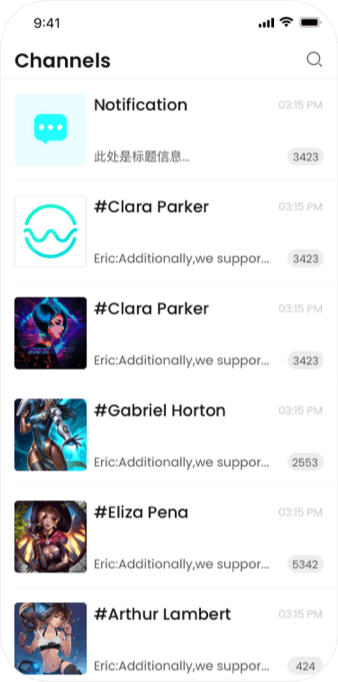 9:41
Channels
Notification
03:15 PM
此处是标题信息...
3423
#Clara Parker
03:15 PM
Eric:Additionally,we suppor...
3423
#Clara Parker
03:15 PM
Eric:Additionally,we suppor...
3423
#Gabriel Horton
03:15 PM
Eric:Additionally,we suppor...
2553
#Eliza Pena
03:15 PM
Eric:Additionally,we suppor...
5342
#Arthur Lambert
03:15 PM
Eric:Additionally,we suppor...
424